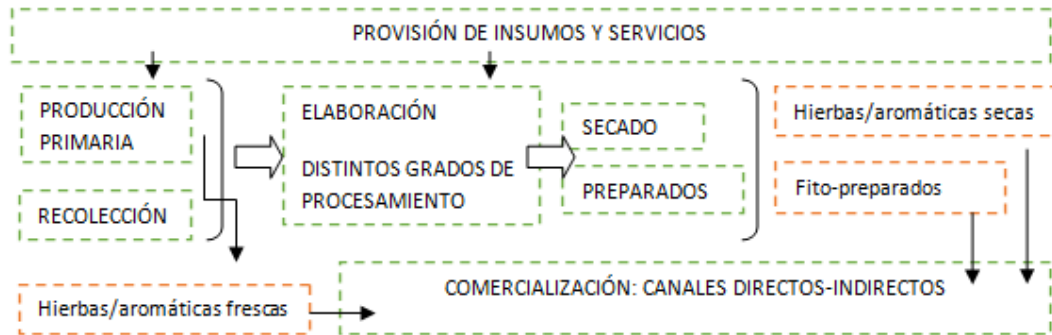 PROVISIÓN DE INSUMOS Y SERVICIOS
PRODUCCIÓN
PRIMARIA
RECOLECCIÓN
ELABORACIÓN
DISTINTOS GRADOS DE
PROCESAMIENTO
SECADO
PREPARADOS
Hierbas/aromáticas secas
Fito-preparados
Hierbas/aromáticas frescas
COMERCIALIZACIÓN: CANALES DIRECTOS-INDIRECTOS